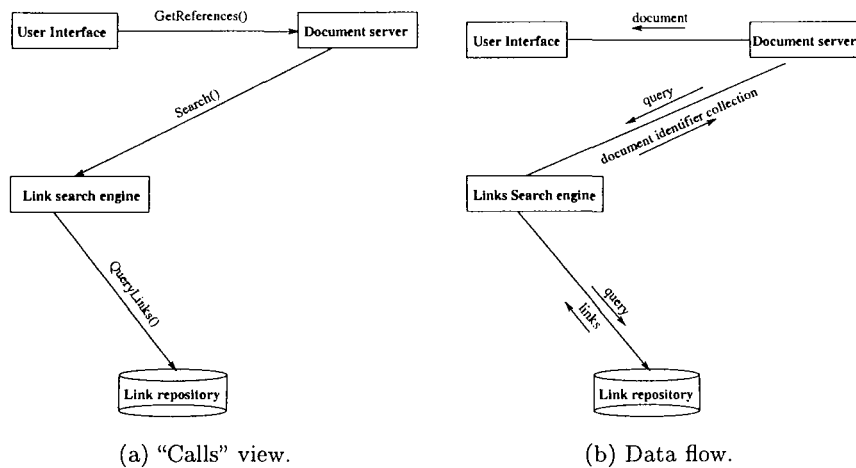 GetReferences()
User Interface
Document server
Search()
Link search engine
QueryLinks()
Link repository
(a) "Calls" view.
document
User Interface
Document server
query
document identifier collection
Links Search engine
query
links
Link repository
(b) Data flow.